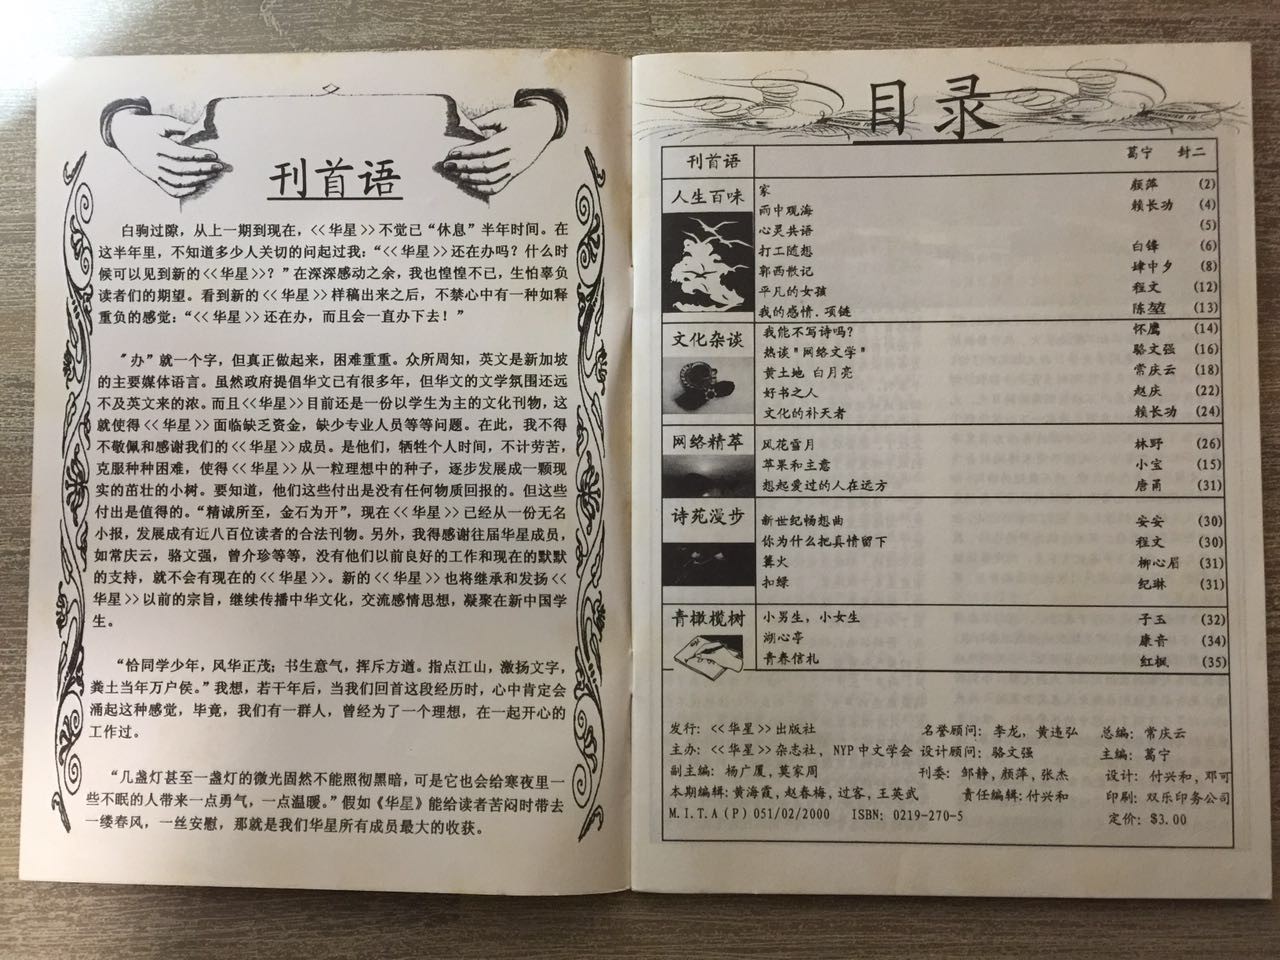 刊首语
白驹过隙，从上一期到现在，<<华星>>不觉已“休息”半年时间。在
这半年里，不知道多少人关切的问起过我：“<<华星>>还在办吗？什么时
候可以见到新的<<华星>>？”在深深感动之余，我也惶惶不已，生怕辜负
读者们的期望。看到新的<<华星>>样稿出来之后，不禁心中有一种如释
重负的感觉：“<<华星>>还在办，而且会一直办下去！”
“办”就一个字，但真正做起来，困难重重。众所周知，英文是新加坡
的主要媒体语言。虽然政府提倡华文已有很多年，但华文的文学氛围还远
不及英文来的浓。而且<<华星>>目前还是一份以学生为主的文化刊物，这
就使得<<华星>>面临缺乏资金，缺少专业人员等等问题。在此，我不得
不敬佩和感谢我们的<<华星>>成员。是他们，牺牲个人时间，不计劳苦，
克服种种困难，使得<<华星>>从一粒理想中的种子，逐步发展成一颗现
实的茁壮的小树。要知道，他们这些付出是没有任何物质回报的。但这些
付出是值得的。“精诚所至，金石为开”，现在<<华星>>已经从一份无名
小报，发展成有近八百位读者的合法刊物。另外，我得感谢往届华星成员，
如常庆云，骆文强，曾介珍等等，没有他们以前良好的工作和现在的默默
的支持，就不会有现在的<<华星>>。新的<<华星>>也将继承和发扬<<
华星>>以前的宗旨，继续传播中华文化，交流感情思想，凝聚在新中国学
生。
“恰同学少年，风华正茂；书生意气，挥斥方遒。指点江山，激扬文字，
粪土当年万户侯。”我想，若干年后，当我们回首这段经历时，心中肯定会
涌起这种感觉，毕竟，我们有一群人，曾经为了一个理想，在一起开心的
工作过。
“几盏灯甚至一盏灯的微光固然不能照彻黑暗，可是它也会给寒夜里一
些不眠的人带来一点勇气，一点温暖。”假如《华星》能给读者苦闷时带去
一缕春风，一丝安慰，那就是我们华星所有成员最大的收获。
目录
刊首语 葛宁 封二
人生百味
家 颜萍 (2)
雨中观海 赖长功 (4)
心灵共语 (5)
打工随想 白锋 (6)
郭西散记 肆中夕 (8)
平凡的女孩 程文 (12)
我的感情.项链 陈堃 (13)
文化杂谈
我能不写诗吗？ 怀鹰 (14)
热谈"网络文学" 骆文强 (16)
黄土地 白月亮 常庆云 (18)
好书之人 赵庆 (22)
文化的补天者 赖长功 (24)
网络精萃
风花雪月 林野 (26)
苹果和主意 小宝 (15)
想起爱过的人在远方 唐甬 (31)
诗苑漫步
新世纪畅想曲 安安 (30)
你为什么把真情留下 程文 (30)
篝火 柳心眉 (31)
扣绿 纪琳 (31)
青橄榄树
小男生，小女生 子玉 (32)
湖心亭 康音 (34)
青春信札 红枫 (35)
发行：<<华星>>出版社 名誉顾问：李龙，黄连弘 总编：常庆云
主办：<<华星>>杂志社，NYP中文学会 设计顾问：骆文强 主编：葛宁
副主编：杨广厦，莫家周 刊委：邹静，颜萍，张杰 设计：付兴和，邓可
本期编辑：黄海霞，赵春梅，过客，王英武 责任编辑：付兴和 印刷：双乐印务公司
M.I.T.A(P) 051/02/2000 ISBN: 0219-270-5 定价：$3.00